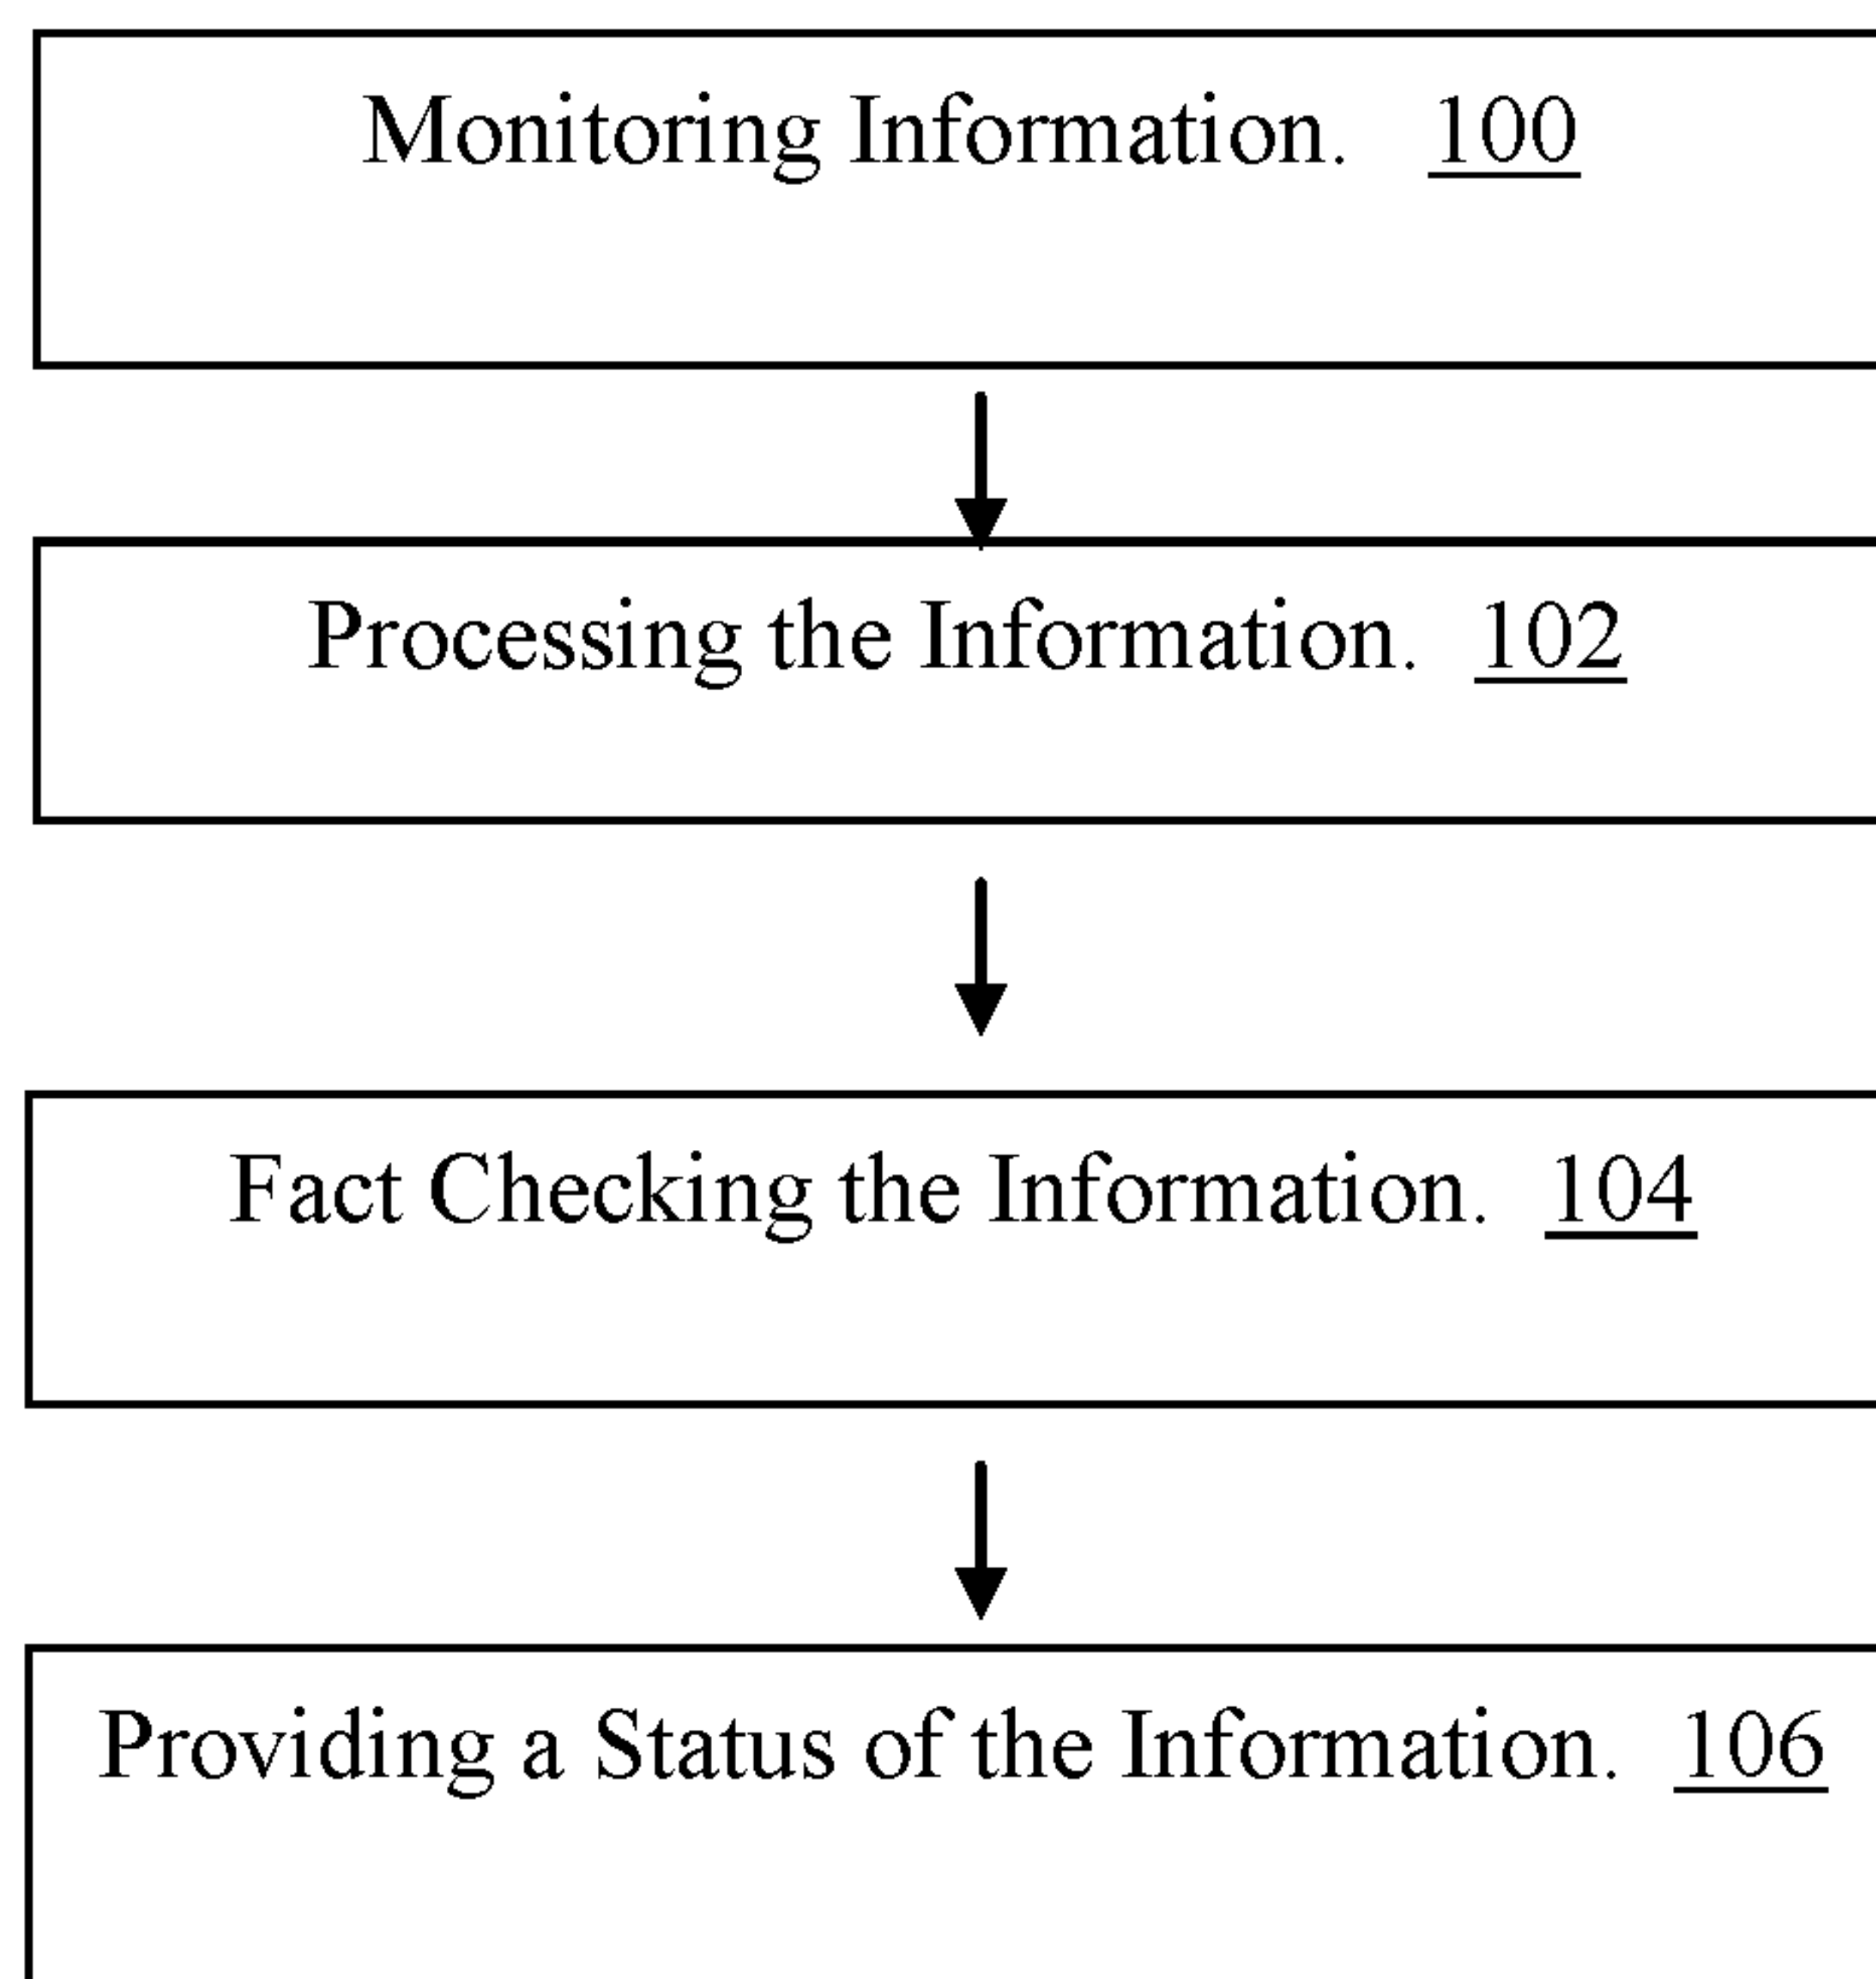 Monitoring Information. 100
Processing the Information. 102
Fact Checking the Information. 104
Providing a Status of the Information. 106